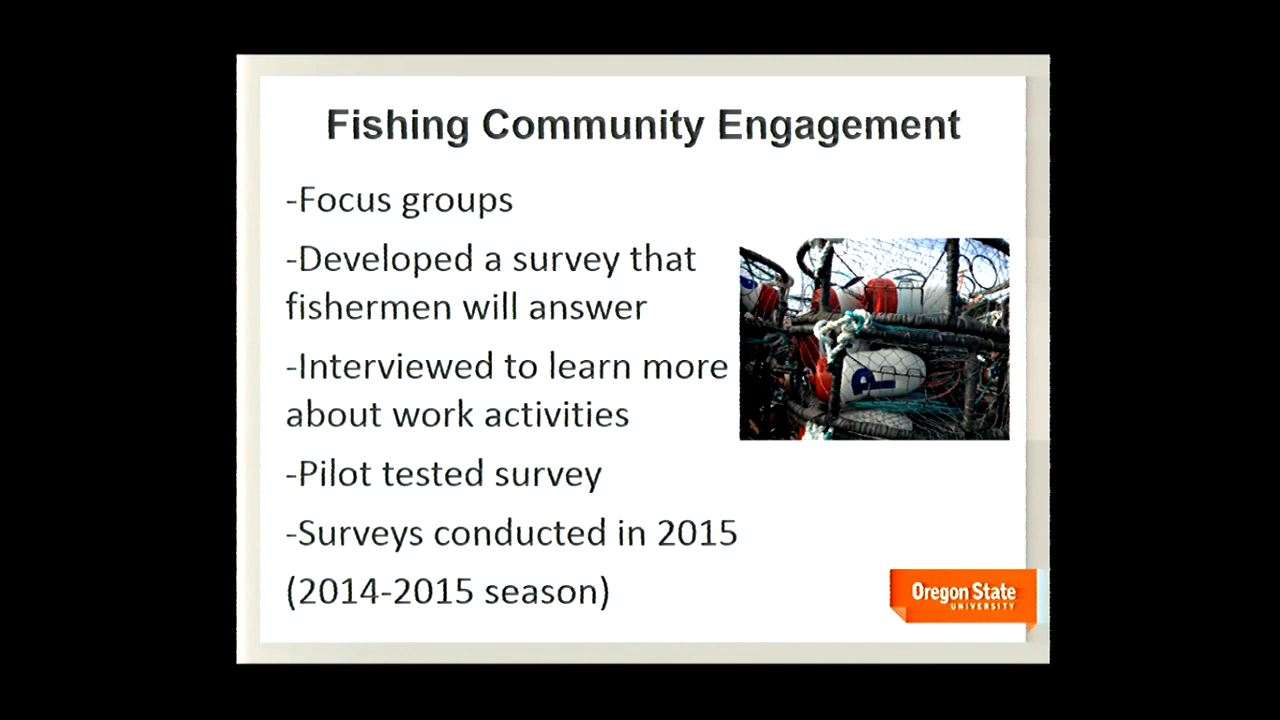 Fishing Community Engagement
-Focus groups
-Developed a survey that
fishermen will answer
-Interviewed to learn more
about work activities
-Pilot tested survey
-Surveys conducted in 2015
(2014-2015 season)
P
Oregon State
UNIVERSITY